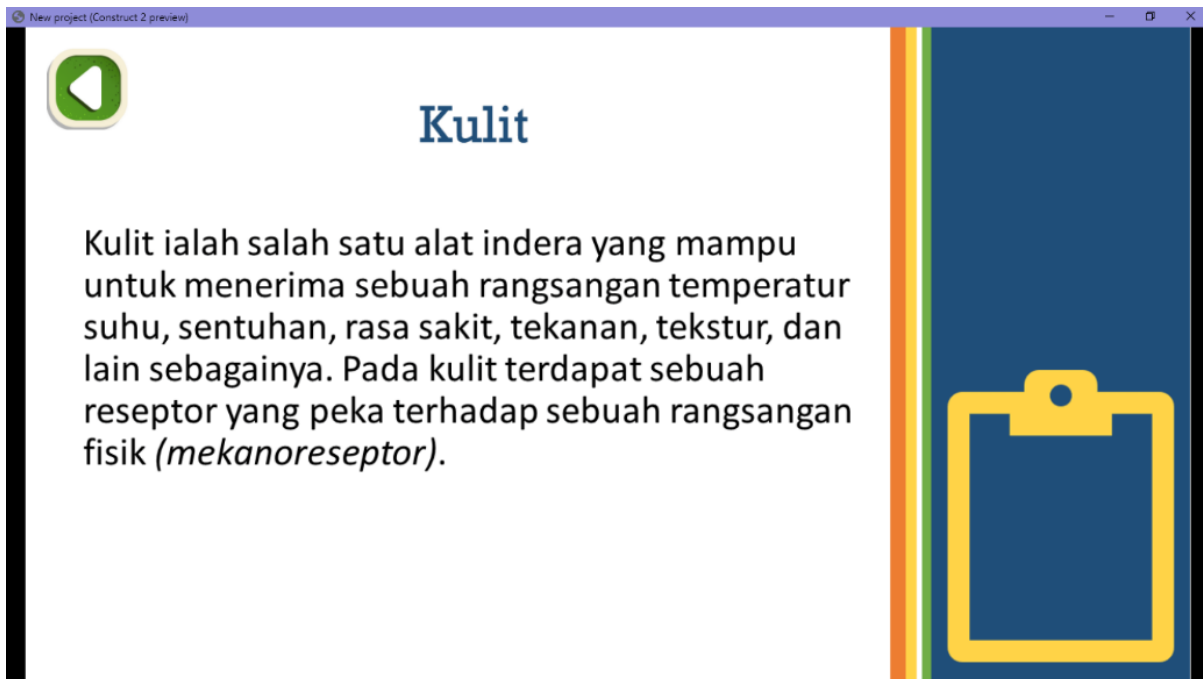 New project (Construct 2 preview)
Kulit
Kulit ialah salah satu alat indera yang mampu
untuk menerima sebuah rangsangan temperatur
suhu, sentuhan, rasa sakit, tekanan, tekstur, dan
lain sebagainya. Pada kulit terdapat sebuah
reseptor yang peka terhadap sebuah rangsangan
fisik (mekanoreseptor).